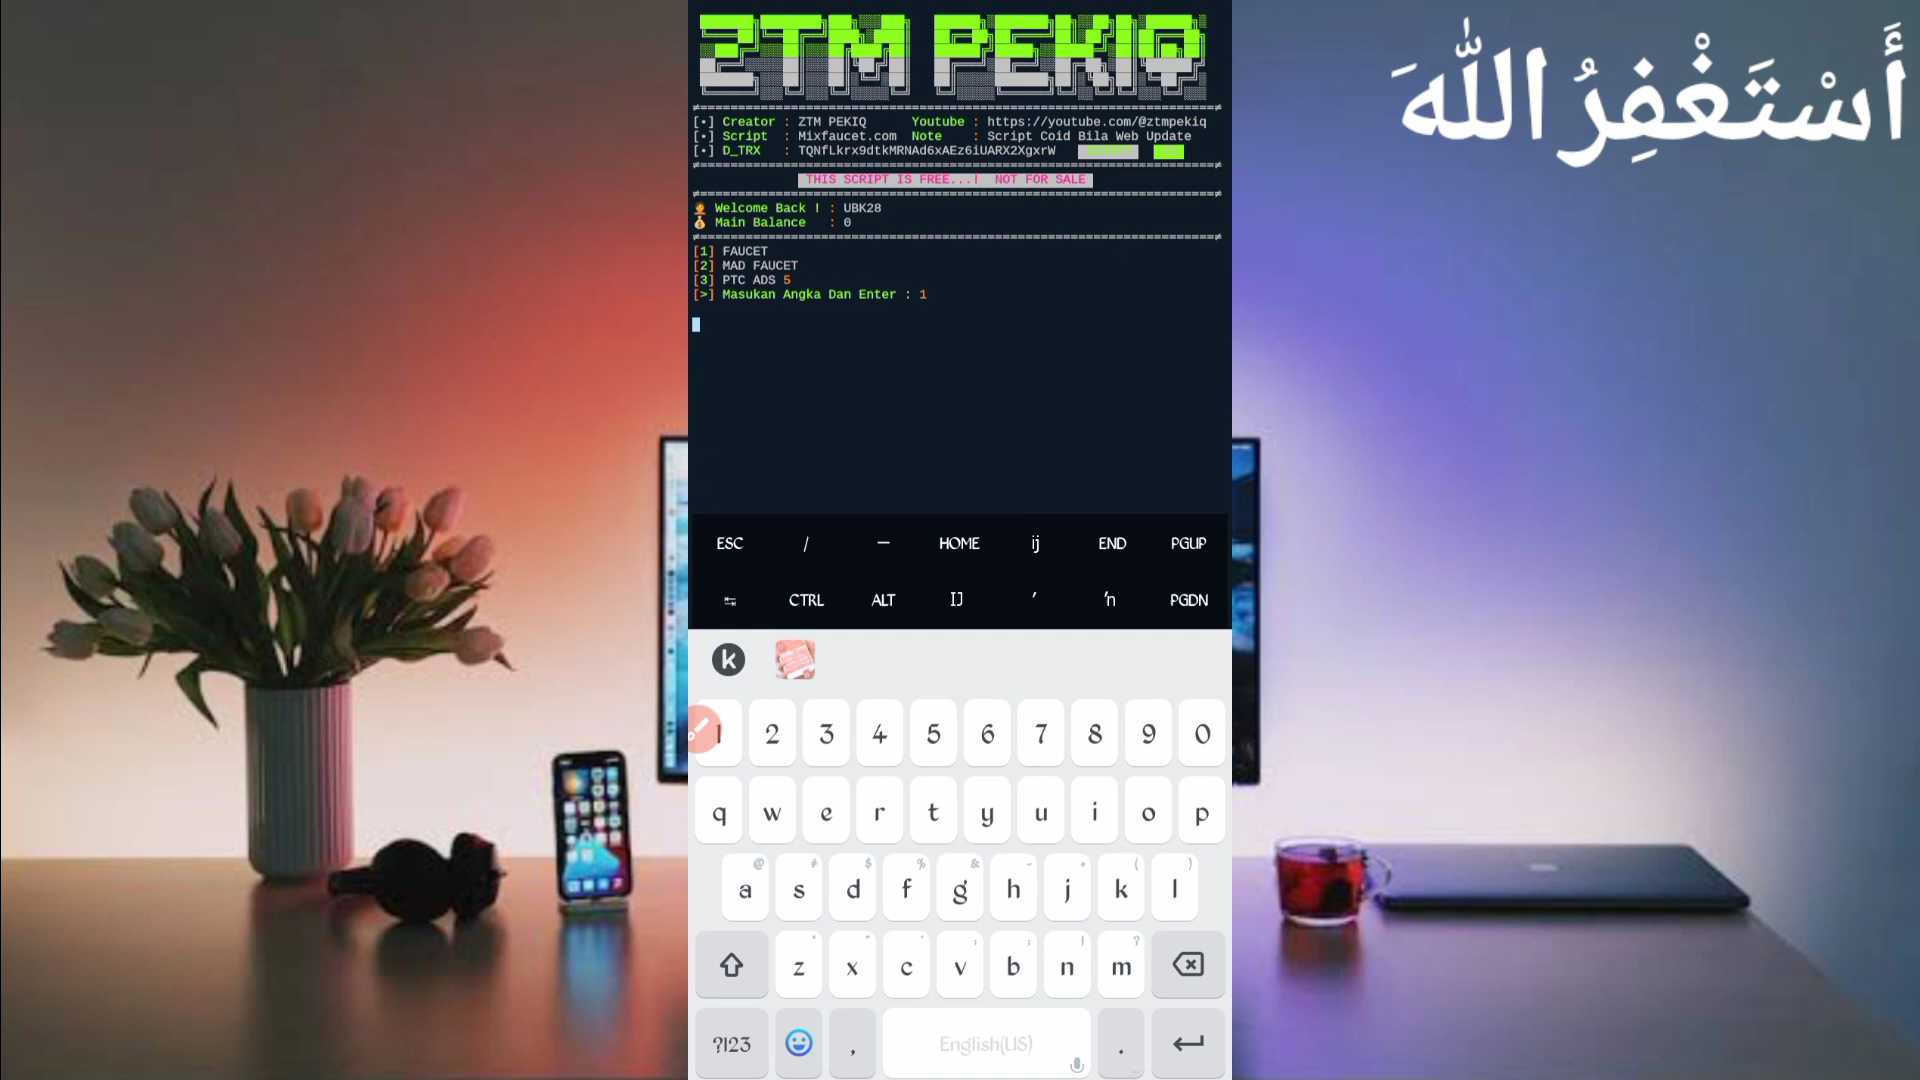 ZTM PEKIQ
أَسْتَغْفِرُ اللّٰهَ
[•] Creator : ZTM PEKIQ Youtube : https://youtube.com/@ztmpekiq
[•] Script : Mixfaucet.com Note : Script Coid Bila Web Update
[•] D_TRX : TQNfLkrx9dtkMRNAd6xAEz6iUARX2XgxrW
THIS SCRIPT IS FREE...! NOT FOR SALE
Welcome Back ! : UBK28
Main Balance : 0
[1] FAUCET
[2] MAD FAUCET
[3] PTC ADS 5
[>] Masukan Angka Dan Enter : 1
ESC / — HOME ij END PGUP
CTRL ALT IJ ′ ŉ PGDN
k
1 2 3 4 5 6 7 8 9 0
q w e r t y u i o p
@ # $ % & - + ( )
a s d f g h j k l
z x c v b n m
?123 , English(US) .